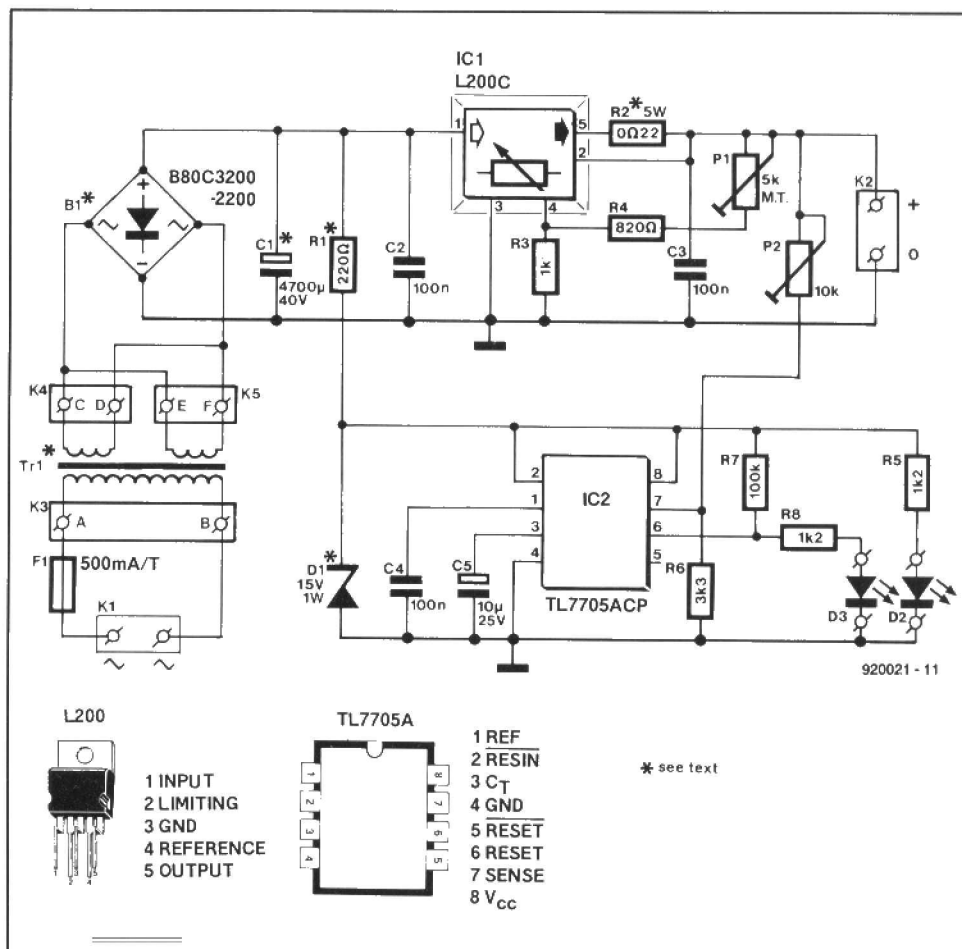 IC1
L200C
1
5
2
3
4
R2 * 5W
0Ω22
P1
5k
M.T.
K2
+
0
B1 *
B80C3200
-2200
+
∼
∼
−
C1 *
4700µ
40V
R1 *
220Ω
C2
100n
R3
1k
R4
820Ω
C3
100n
P2
10k
K4
C
D
E
F
K5
*
Tr1
K3
A
B
F1
500mA/T
K1
∼
∼
*
D1
15V
1W
C4
100n
C5
10µ
25V
2
1
3
4
IC2
8
7
6
5
TL7705ACP
R6
3k3
R7
100k
R8
1k2
R5
1k2
D3
D2
920021 - 11
L200
1 INPUT
2 LIMITING
3 GND
4 REFERENCE
5 OUTPUT
TL7705A
1
2
3
4
8
7
6
5
1 REF
2 R̅E̅S̅I̅N̅
3 CT
4 GND
5 R̅E̅S̅E̅T̅
6 RESET
7 SENSE
8 VCC
* see text